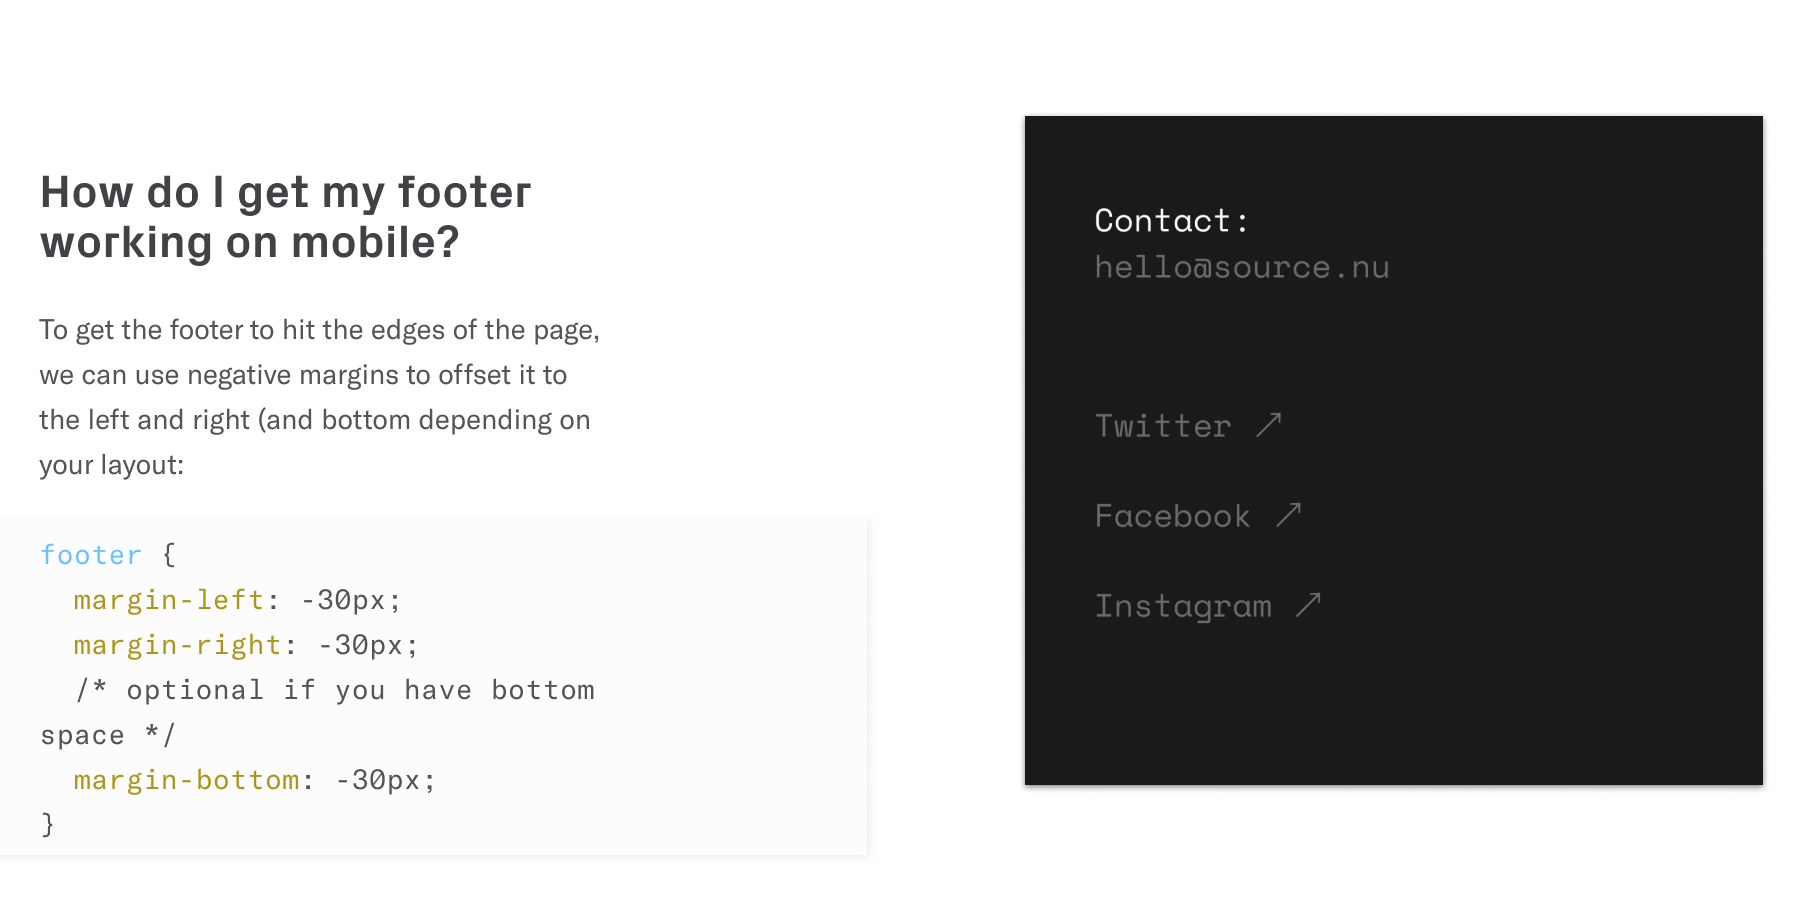 How do I get my footer
working on mobile?
To get the footer to hit the edges of the page,
we can use negative margins to offset it to
the left and right (and bottom depending on
your layout:
footer {
  margin-left: -30px;
  margin-right: -30px;
  /* optional if you have bottom
space */
  margin-bottom: -30px;
}
Contact:
hello@source.nu
Twitter ↗
Facebook ↗
Instagram ↗